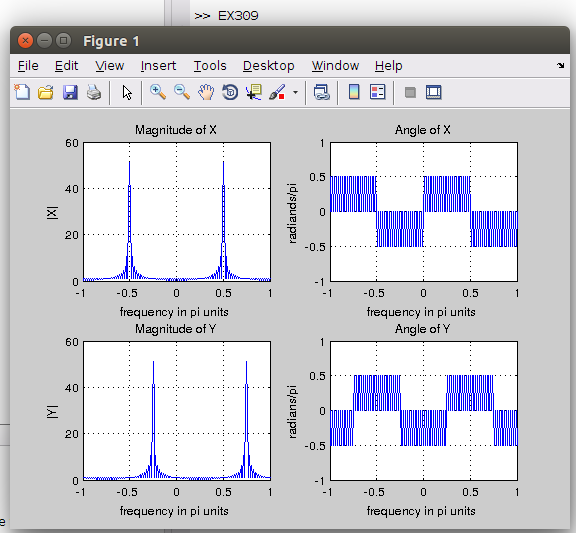 >> EX309
Figure 1
File Edit View Insert Tools Desktop Window Help
Magnitude of X
60
40
20
0
|X|
-1 -0.5 0 0.5 1
frequency in pi units
Angle of X
1
0.5
0
-0.5
-1
radiands/pi
-1 -0.5 0 0.5 1
frequency in pi units
Magnitude of Y
60
40
20
0
|Y|
-1 -0.5 0 0.5 1
frequency in pi units
Angle of Y
1
0.5
0
-0.5
-1
radians/pi
-1 -0.5 0 0.5 1
frequency in pi units
e